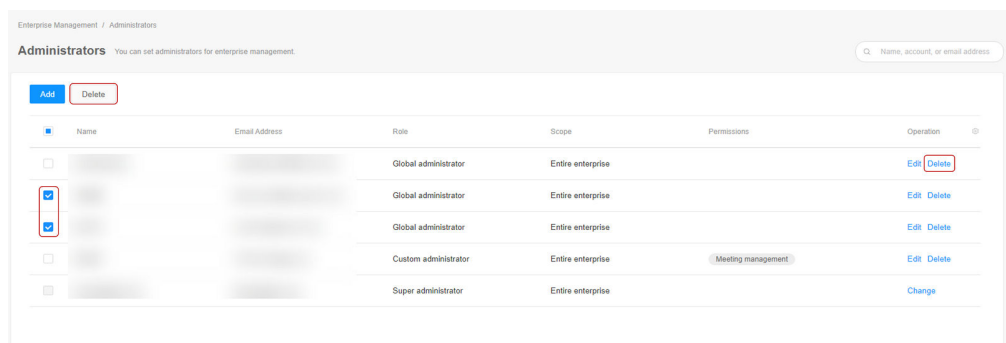 Enterprise Management / Administrators
Administrators You can set administrators for enterprise management.
Name, account, or email address
Add Delete
Name Email Address Role Scope Permissions Operation
Global administrator Entire enterprise Edit Delete
Global administrator Entire enterprise Edit Delete
Global administrator Entire enterprise Edit Delete
Custom administrator Entire enterprise Meeting management Edit Delete
Super administrator Entire enterprise Change